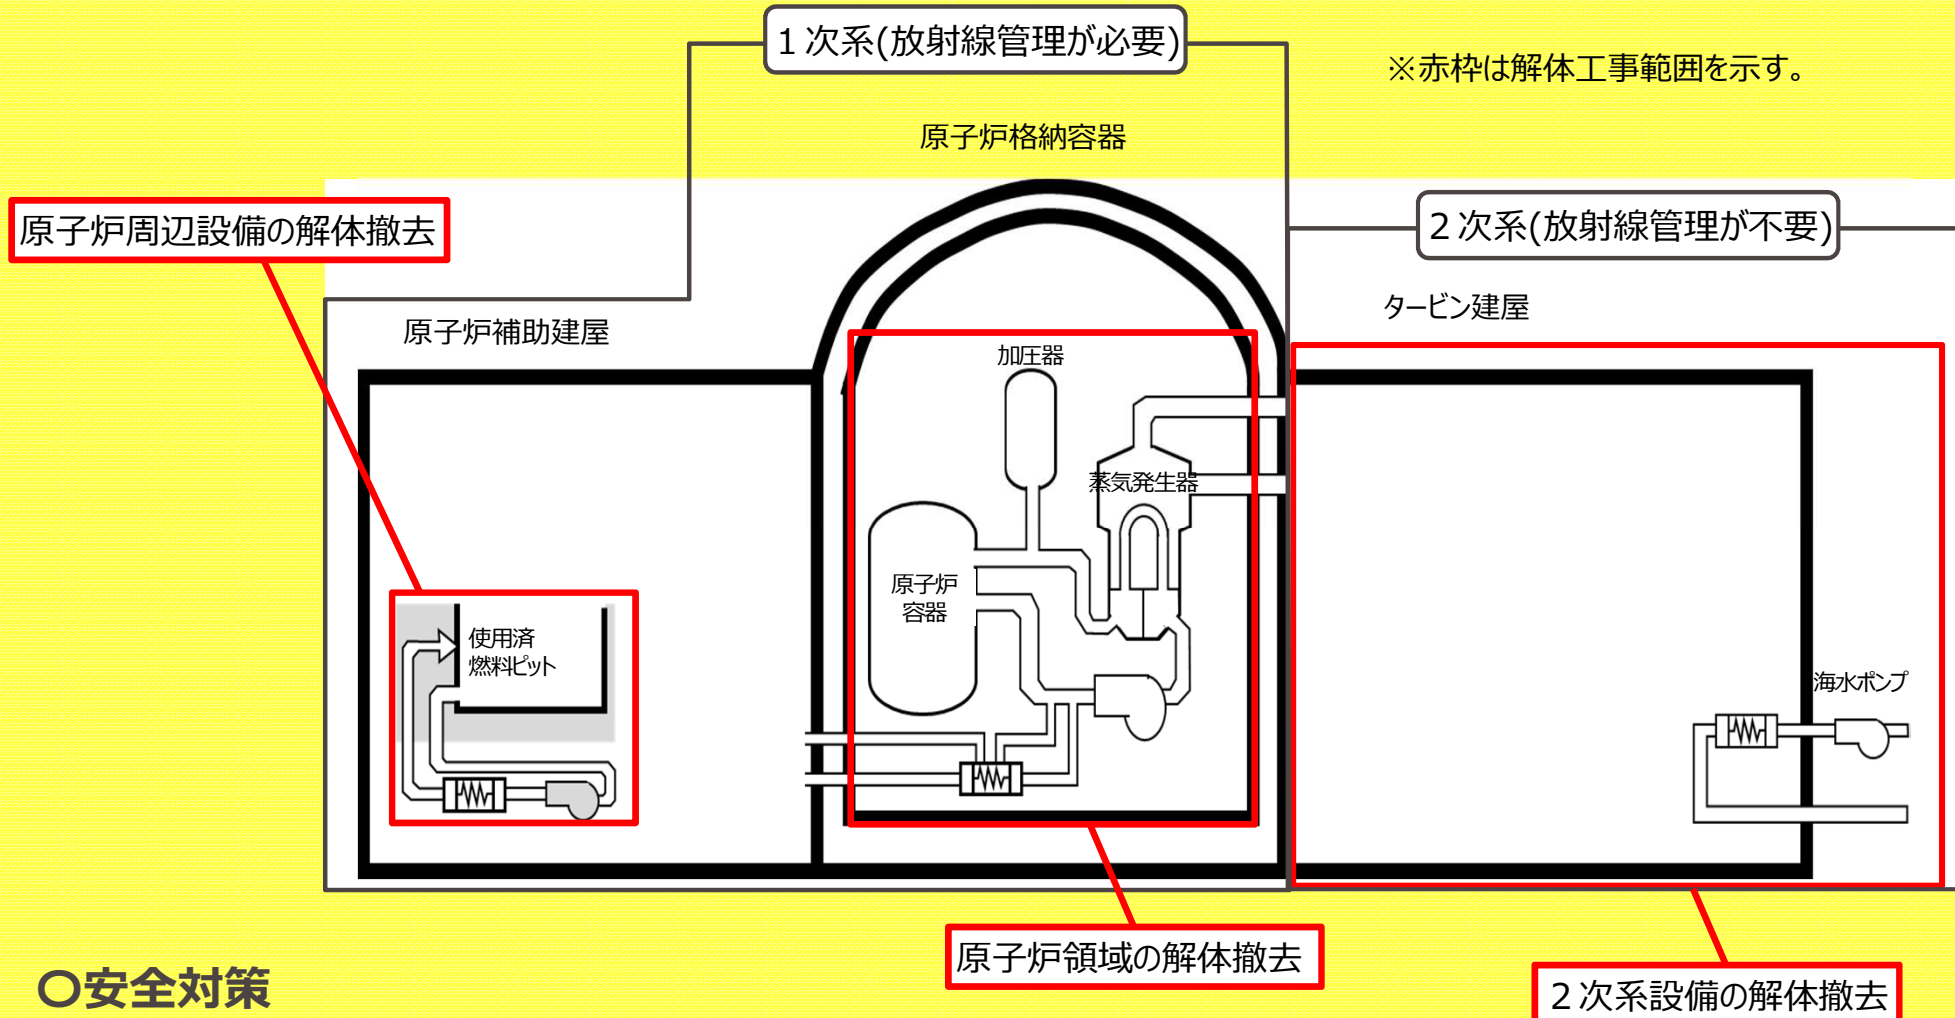 １次系(放射線管理が必要)
※赤枠は解体工事範囲を示す。
原子炉格納容器
原子炉周辺設備の解体撤去
２次系(放射線管理が不要)
タービン建屋
原子炉補助建屋
加圧器
蒸気発生器
原子炉
容器
使用済
燃料ピット
海水ポンプ
原子炉領域の解体撤去
２次系設備の解体撤去
〇安全対策